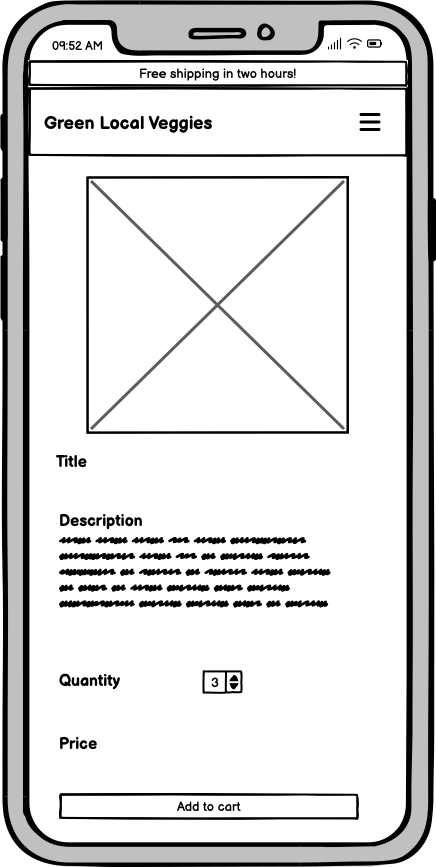 09:52 AM
Free shipping in two hours!
Green Local Veggies
Title
Description
Quantity
3
Price
Add to cart